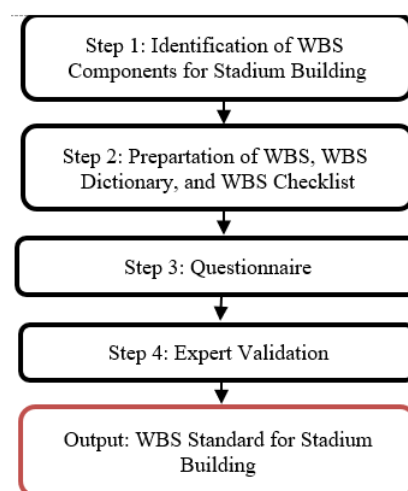 Step 1: Identification of WBS
Components for Stadium Building
Step 2: Prepartation of WBS, WBS
Dictionary, and WBS Checklist
Step 3: Questionnaire
Step 4: Expert Validation
Output: WBS Standard for Stadium
Building